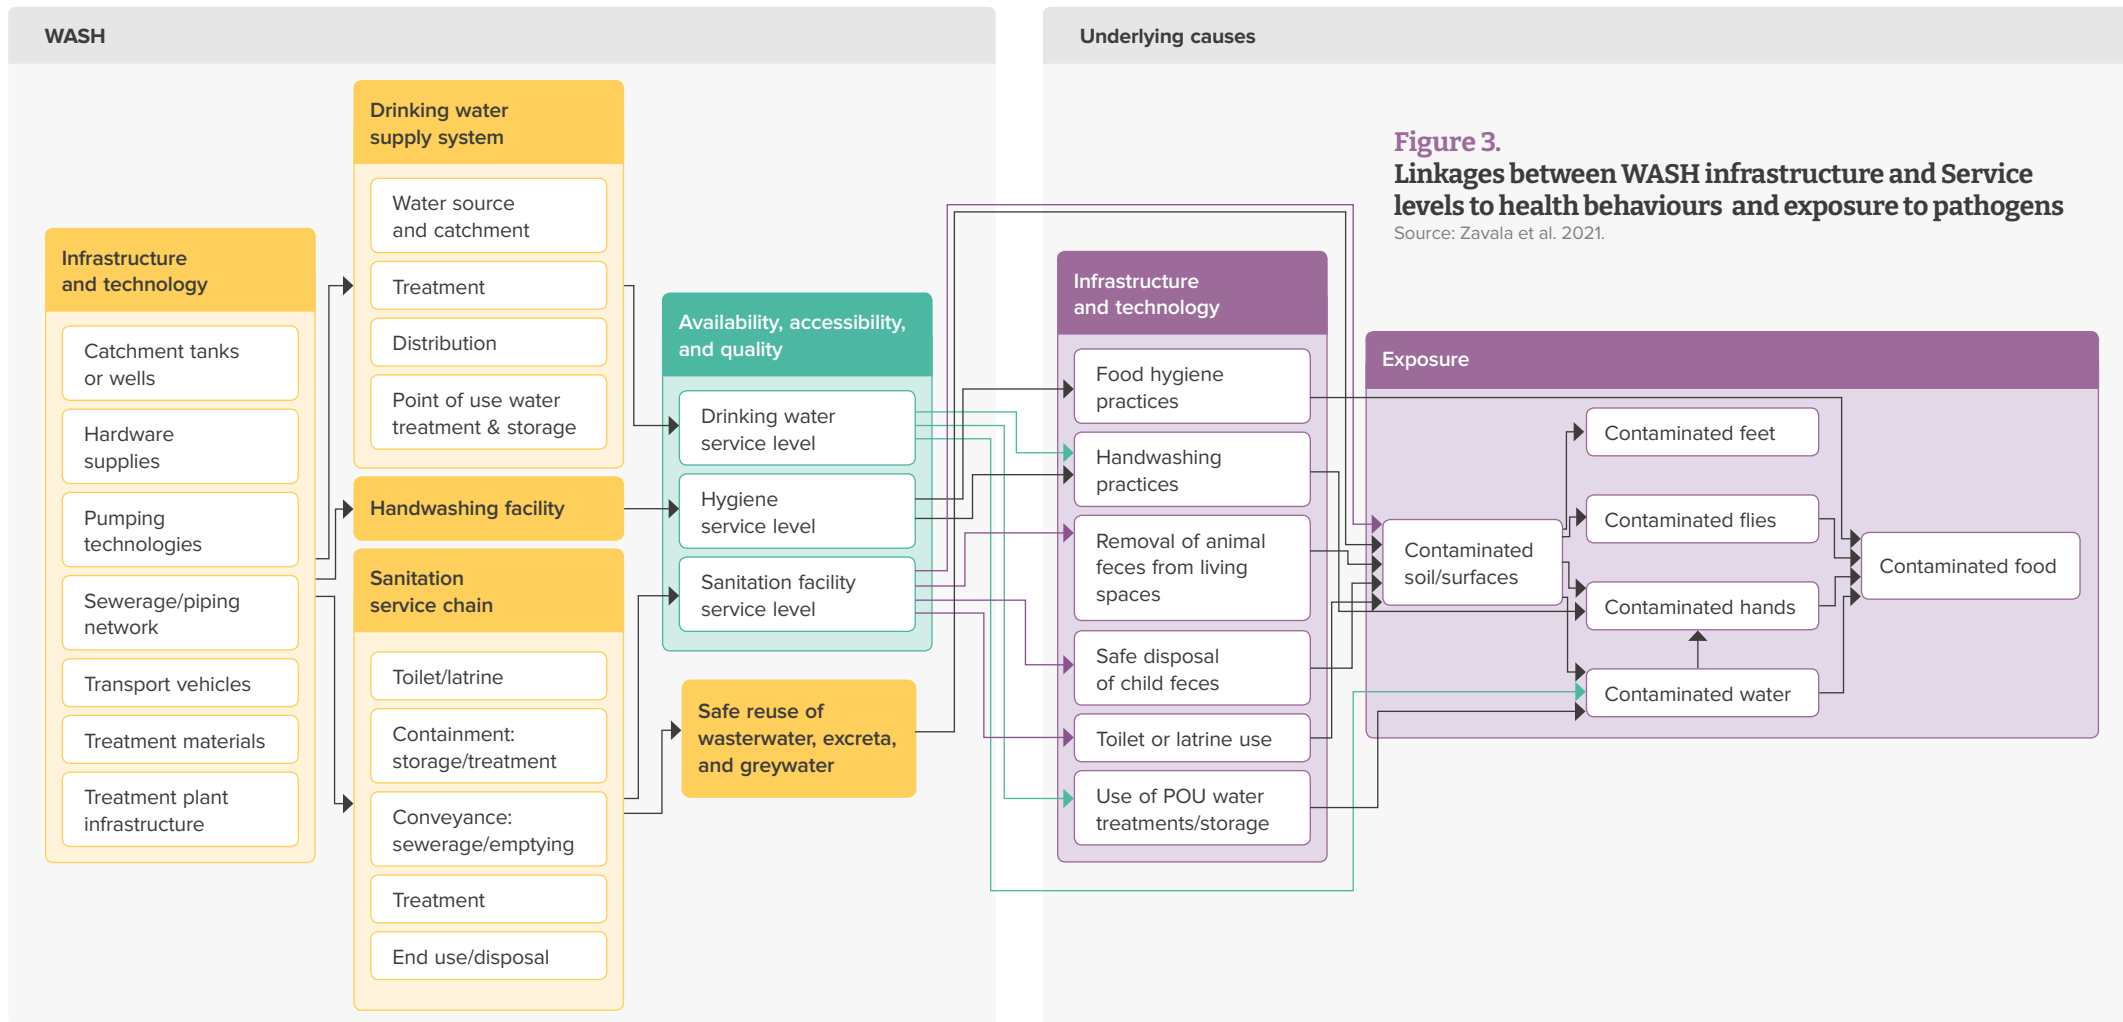 WASH
Infrastructure
and technology
Catchment tanks
or wells
Hardware
supplies
Pumping
technologies
Sewerage/piping
network
Transport vehicles
Treatment materials
Treatment plant
infrastructure
Drinking water
supply system
Water source
and catchment
Treatment
Distribution
Point of use water
treatment & storage
Handwashing facility
Sanitation
service chain
Toilet/latrine
Containment:
storage/treatment
Conveyance:
sewerage/emptying
Treatment
End use/disposal
Availability, accessibility,
and quality
Drinking water
service level
Hygiene
service level
Sanitation facility
service level
Safe reuse of
wasterwater, excreta,
and greywater
Underlying causes
Figure 3.
Linkages between WASH infrastructure and Service
levels to health behaviours and exposure to pathogens
Source: Zavala et al. 2021.
Infrastructure
and technology
Food hygiene
practices
Handwashing
practices
Removal of animal
feces from living
spaces
Safe disposal
of child feces
Toilet or latrine use
Use of POU water
treatments/storage
Exposure
Contaminated
soil/surfaces
Contaminated feet
Contaminated flies
Contaminated hands
Contaminated water
Contaminated food